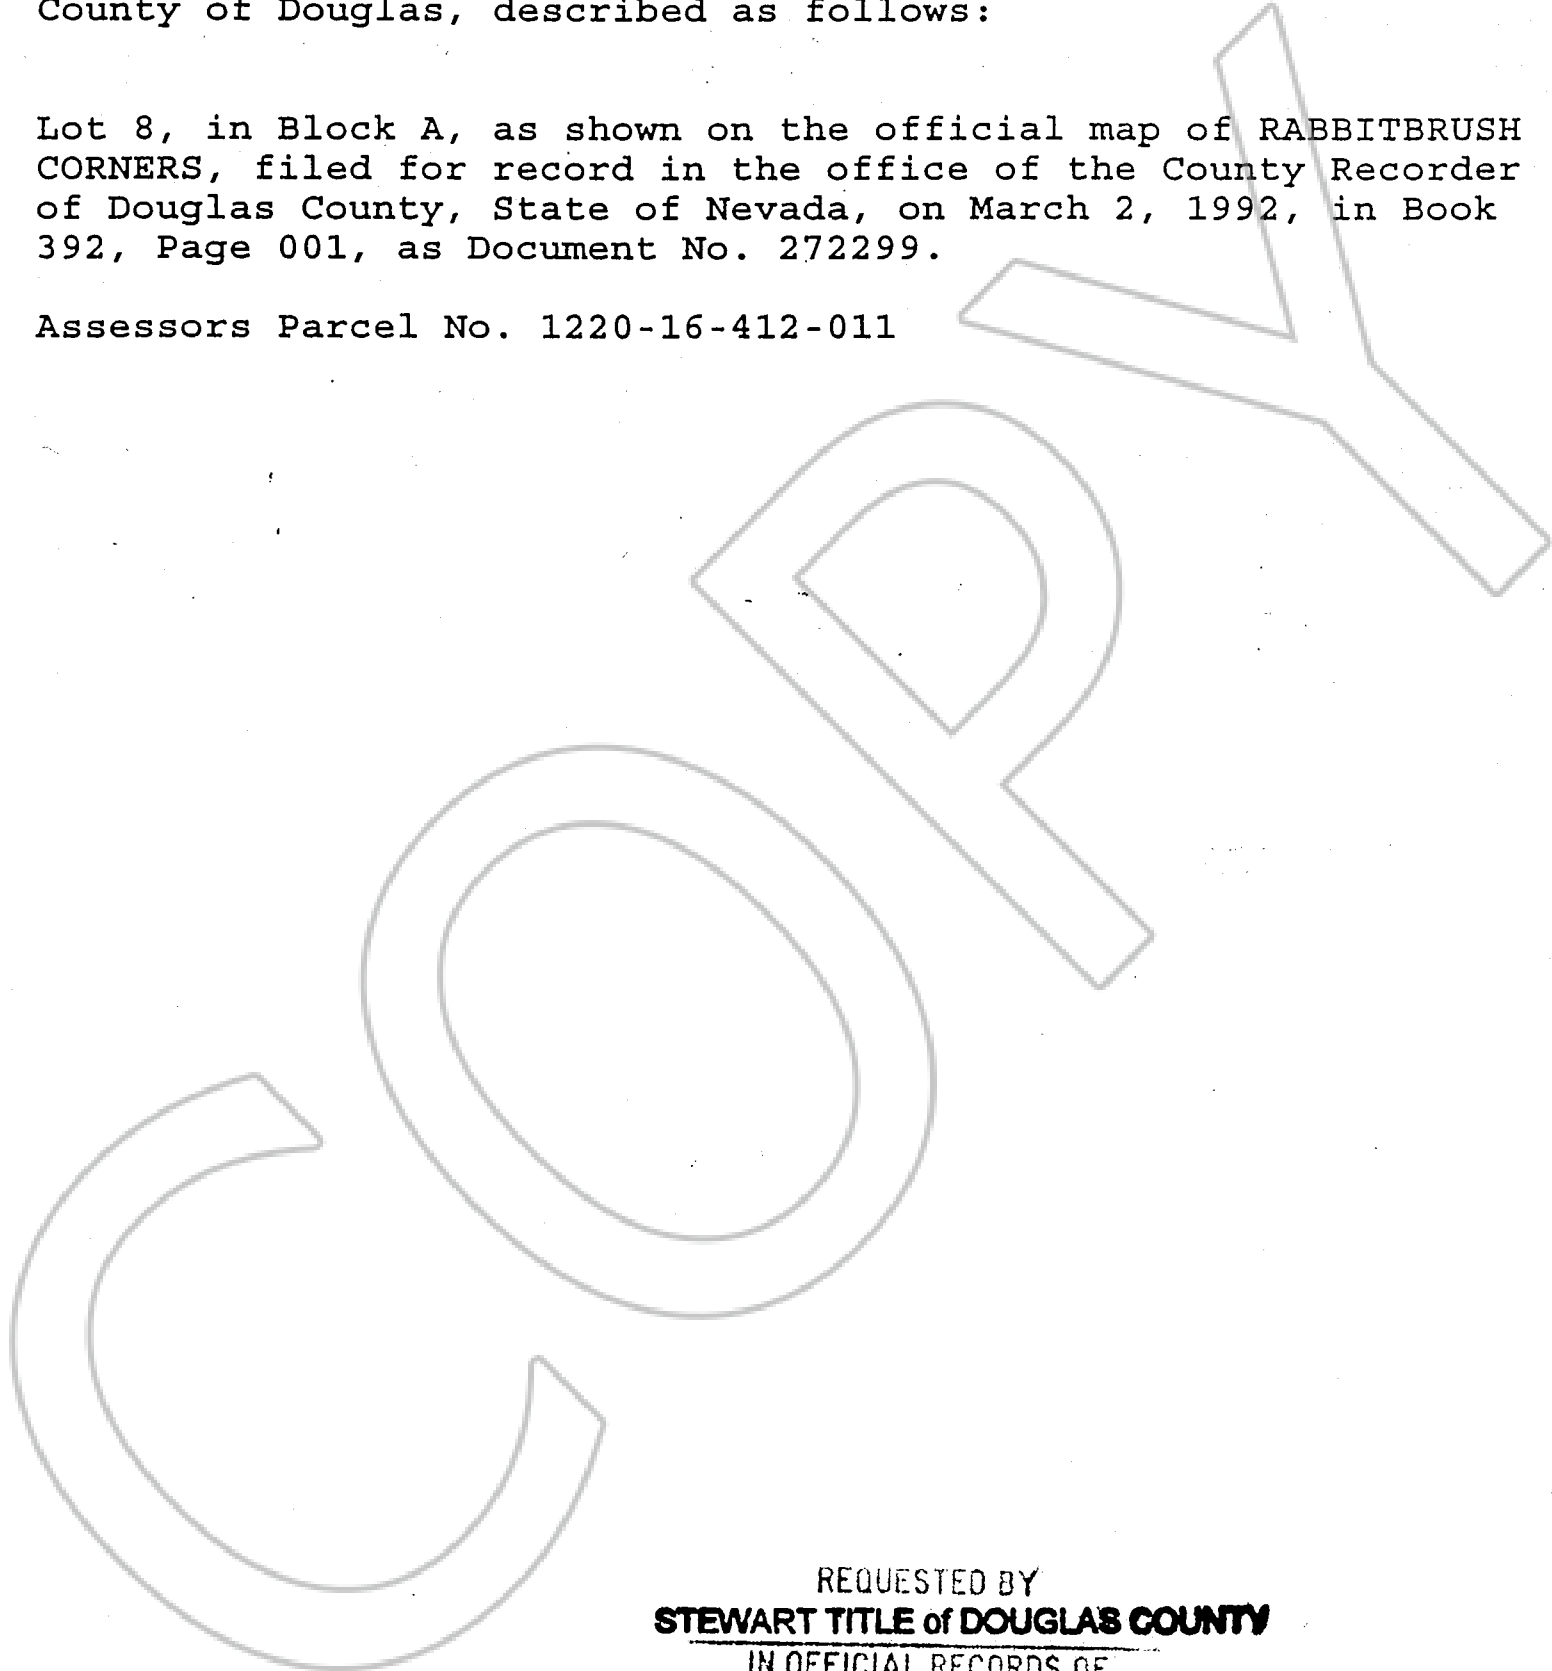 County of Douglas, described as follows:
Lot 8, in Block A, as shown on the official map of RABBITBRUSH
CORNERS, filed for record in the office of the County Recorder
of Douglas County, State of Nevada, on March 2, 1992, in Book
392, Page 001, as Document No. 272299.
Assessors Parcel No. 1220-16-412-011
COPY
REQUESTED BY
STEWART TITLE of DOUGLAS COUNTY
IN OFFICIAL RECORDS OF